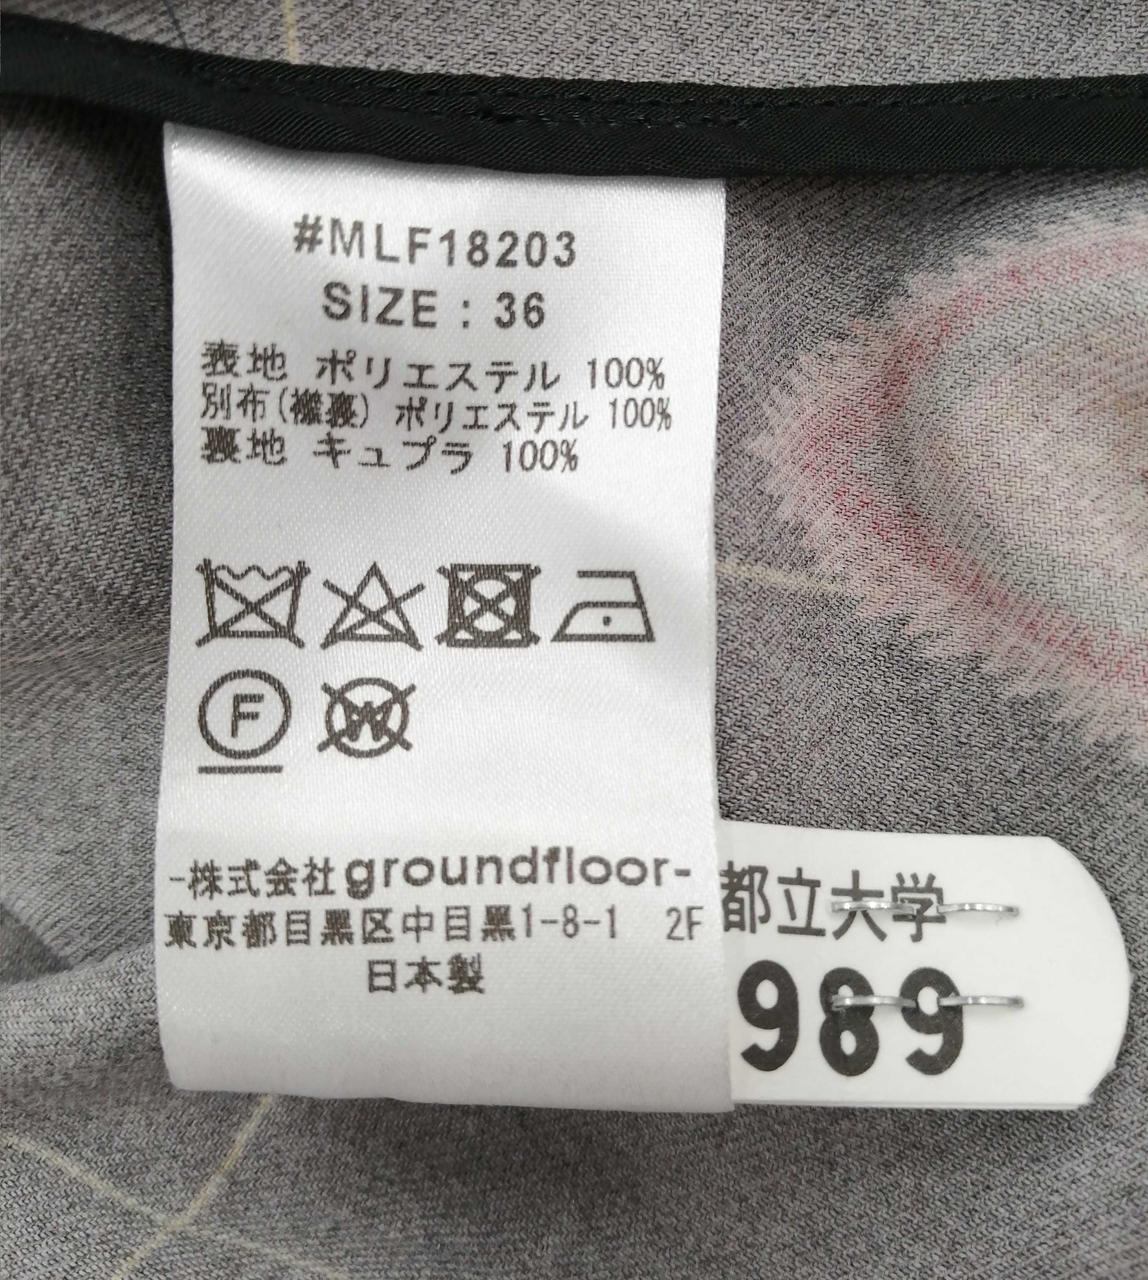 #MLF18203
SIZE : 36
表地 ポリエステル 100%
別布(襟裏) ポリエステル 100%
裏地 キュプラ 100%
F
W
-株式会社groundfloor-
東京都目黒区中目黒1-8-1 2F
日本製
都立大学
989